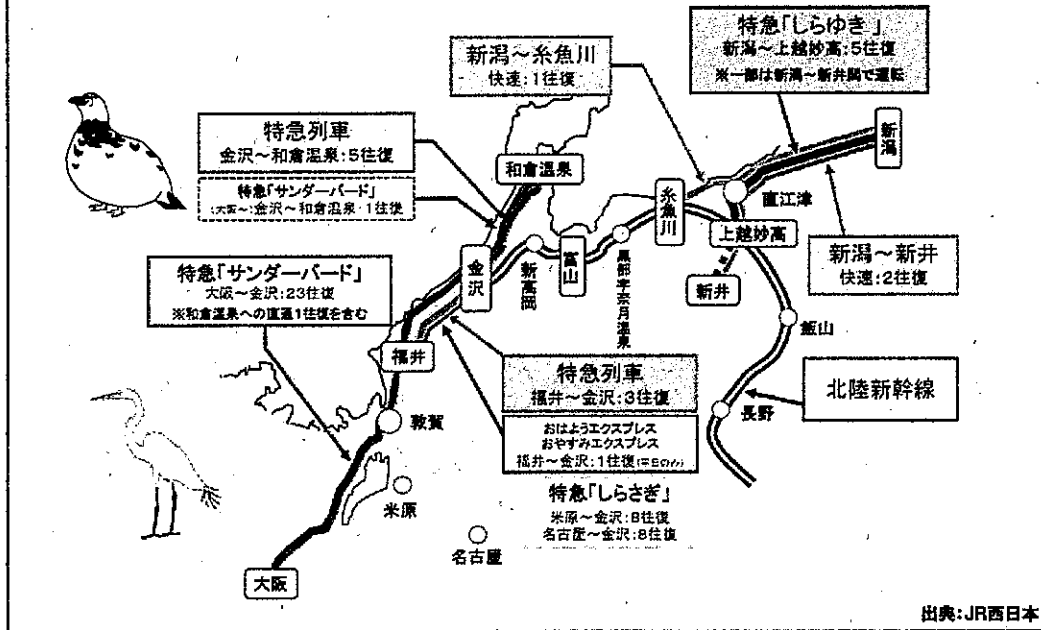 特急「しらゆき」
新潟～上越妙高:5往復
※一部は新潟～新井間で運転
新潟～糸魚川
快速:1往復
特急列車
金沢～和倉温泉:5往復
特急「サンダーバード」
(大阪～)金沢～和倉温泉・1往復
和倉温泉
新潟
糸魚川
直江津
上越妙高
新潟～新井
快速:2往復
新井
金沢
新高岡
富山
黒部宇奈月温泉
特急「サンダーバード」
大阪～金沢:23往復
※和倉温泉への直通1往復を含む
飯山
福井
特急列車
福井～金沢:3往復
北陸新幹線
長野
おはようエクスプレス
おやすみエクスプレス
福井～金沢:1往復(平日のみ)
敦賀
特急「しらさぎ」
米原～金沢:8往復
名古屋～金沢:8往復
米原
名古屋
大阪
出典:JR西日本